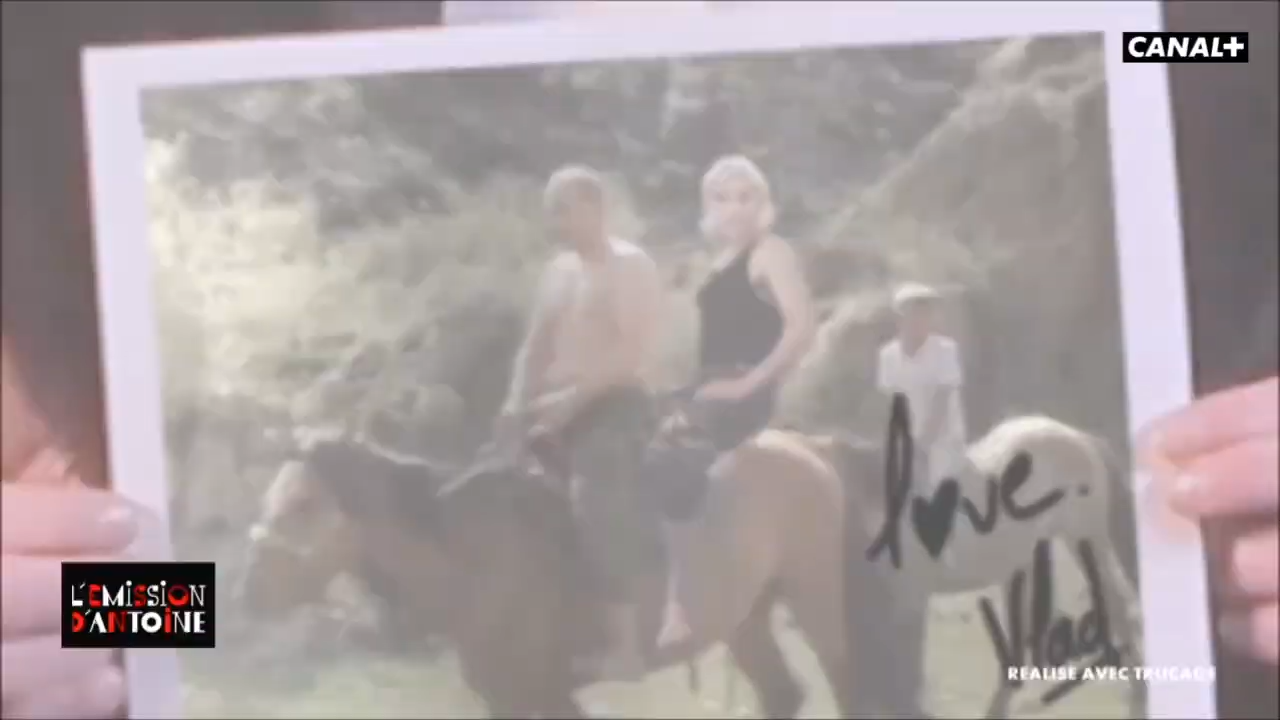 CANAL+
love.
Vlad
L'EMISSION
D'ANTOINE
REALISE AVEC TRUCAGE